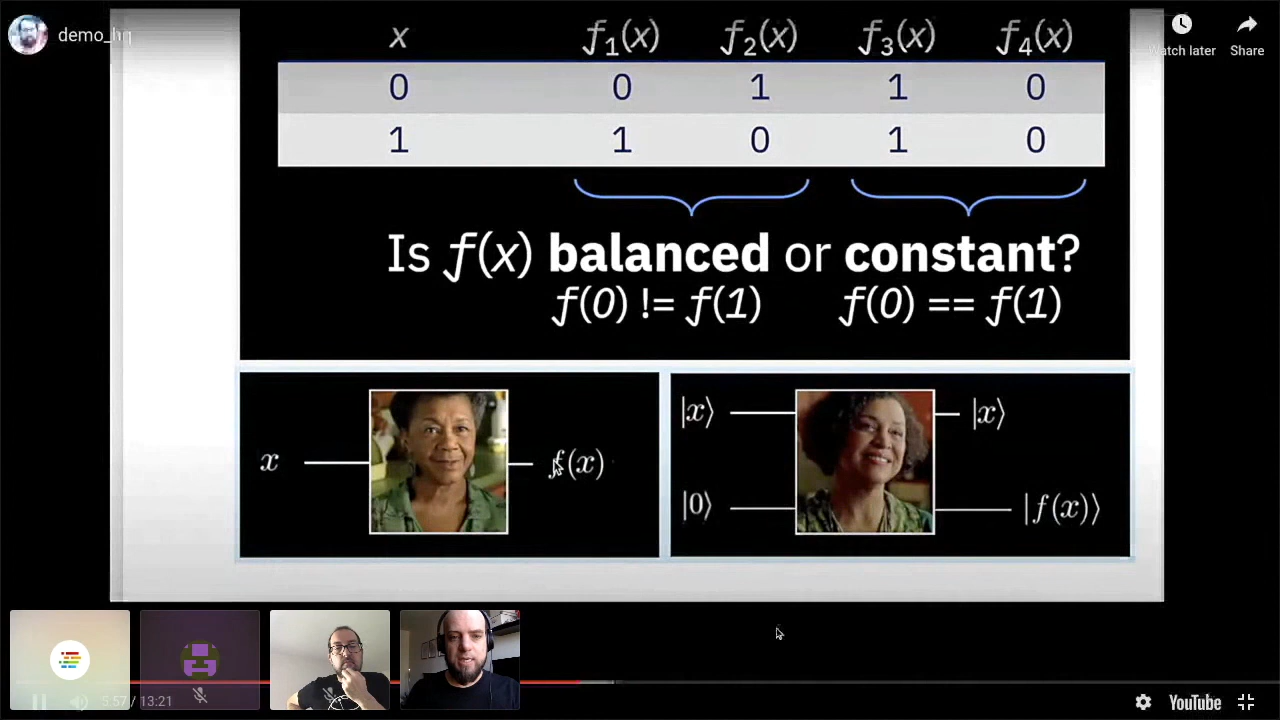 demo_h
Watch later
Share
x f₁(x) f₂(x) f₃(x) f₄(x)
0 0 1 1 0
1 1 0 1 0
Is f(x) balanced or constant?
f(0) != f(1) f(0) == f(1)
x f(x)
|x⟩ |x⟩
|0⟩ |f(x)⟩
5:57 / 13:21
YouTube